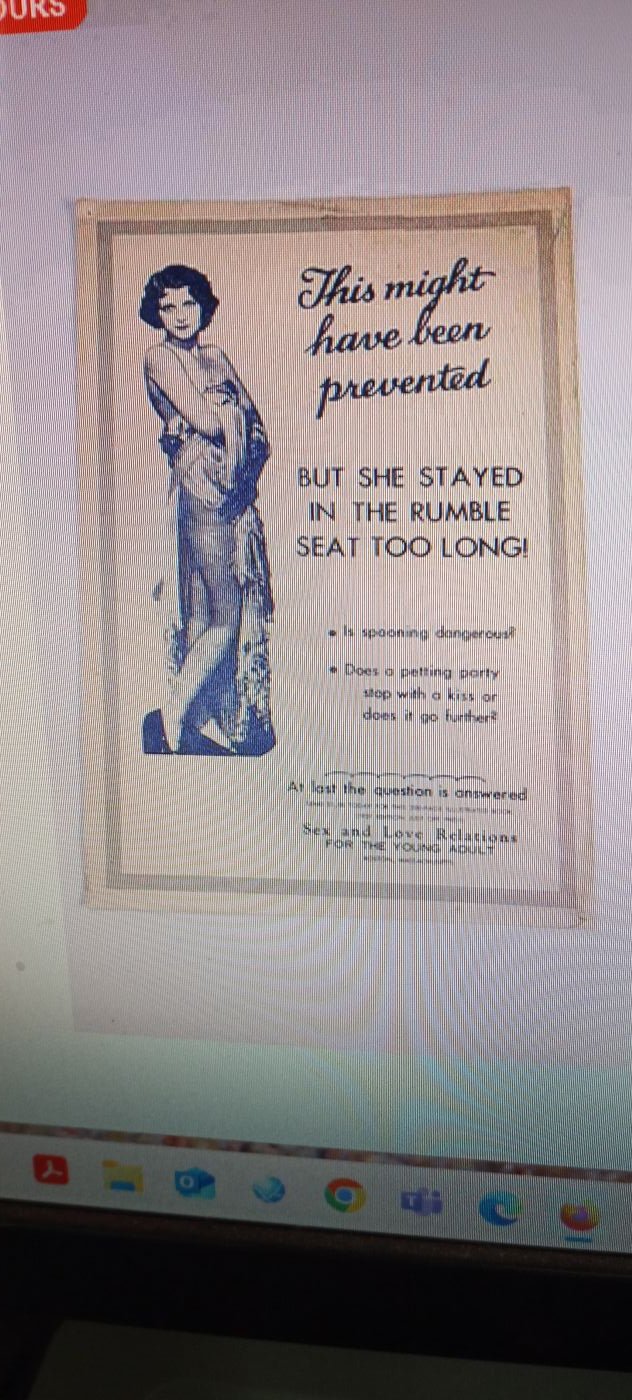 OURS
This might
have been
prevented
BUT SHE STAYED
IN THE RUMBLE
SEAT TOO LONG!
• Is spooning dangerous?
• Does a petting party
stop with a kiss or
does it go further?
At last the question is answered
Sex and Love Relations
FOR THE YOUNG ADULT